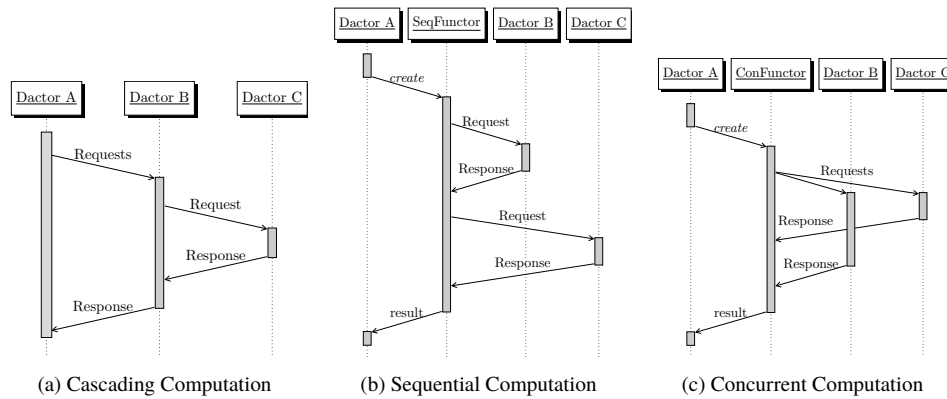 Dactor A
Dactor B
Dactor C
Requests
Request
Response
Response
(a) Cascading Computation
Dactor A
SeqFunctor
Dactor B
Dactor C
create
Request
Response
Request
Response
result
(b) Sequential Computation
Dactor A
ConFunctor
Dactor B
Dactor C
create
Requests
Response
Response
result
(c) Concurrent Computation